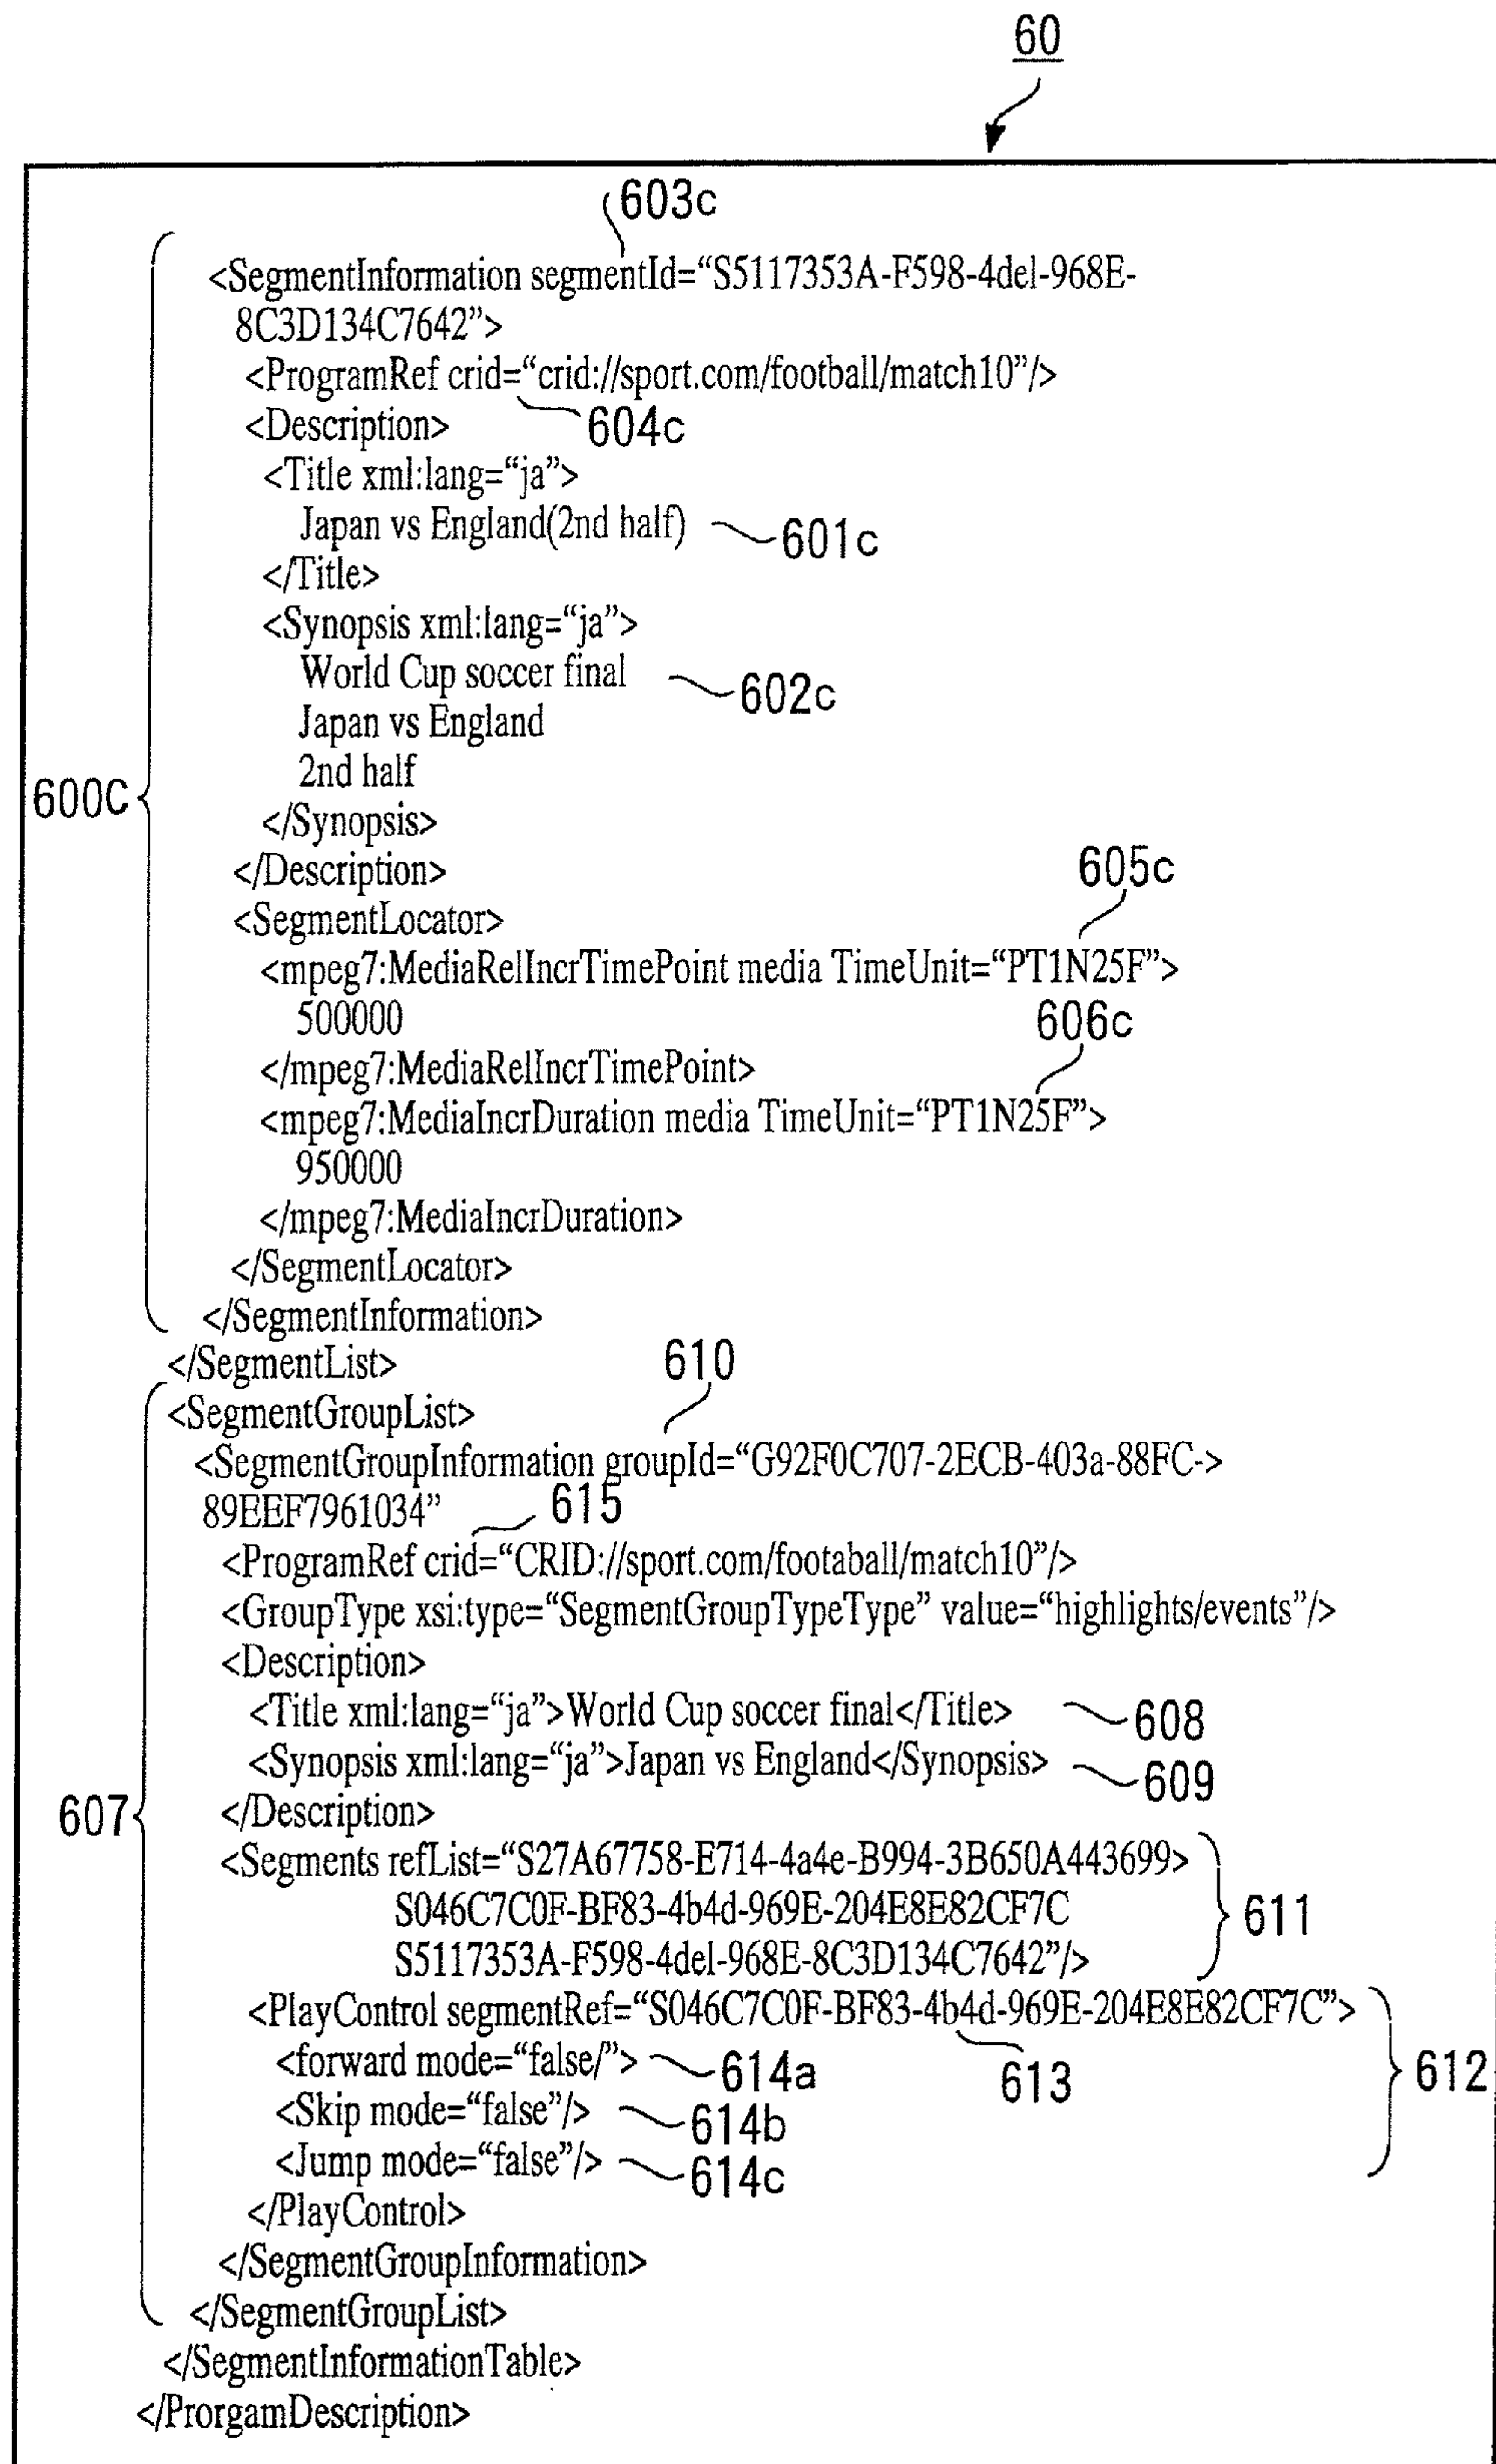 60
603c
<SegmentInformation segmentId=“S5117353A-F598-4del-968E-
8C3D134C7642”>
<ProgramRef crid=“crid://sport.com/football/match10”/>
<Description> 604c
<Title xml:lang=“ja”>
Japan vs England(2nd half) 601c
</Title>
<Synopsis xml:lang=“ja”>
World Cup soccer final 602c
Japan vs England
2nd half
600C
</Synopsis>
</Description> 605c
<SegmentLocator>
<mpeg7:MediaRelIncrTimePoint media TimeUnit=“PT1N25F”>
500000 606c
</mpeg7:MediaRelIncrTimePoint>
<mpeg7:MediaIncrDuration media TimeUnit=“PT1N25F”>
950000
</mpeg7:MediaIncrDuration>
</SegmentLocator>
</SegmentInformation>
</SegmentList> 610
<SegmentGroupList>
<SegmentGroupInformation groupId=“G92F0C707-2ECB-403a-88FC->
89EEF7961034” 615
<ProgramRef crid=“CRID://sport.com/footaball/match10”/>
<GroupType xsi:type=“SegmentGroupTypeType” value=“highlights/events”/>
<Description>
<Title xml:lang=“ja”>World Cup soccer final</Title> 608
<Synopsis xml:lang=“ja”>Japan vs England</Synopsis> 609
607 </Description>
<Segments refList=“S27A67758-E714-4a4e-B994-3B650A443699>
S046C7C0F-BF83-4b4d-969E-204E8E82CF7C 611
S5117353A-F598-4del-968E-8C3D134C7642”/>
<PlayControl segmentRef=“S046C7C0F-BF83-4b4d-969E-204E8E82CF7C”>
<forward mode=“false/”> 614a 613 612
<Skip mode=“false”/> 614b
<Jump mode=“false”/> 614c
</PlayControl>
</SegmentGroupInformation>
</SegmentGroupList>
</SegmentInformationTable>
</ProrgamDescription>